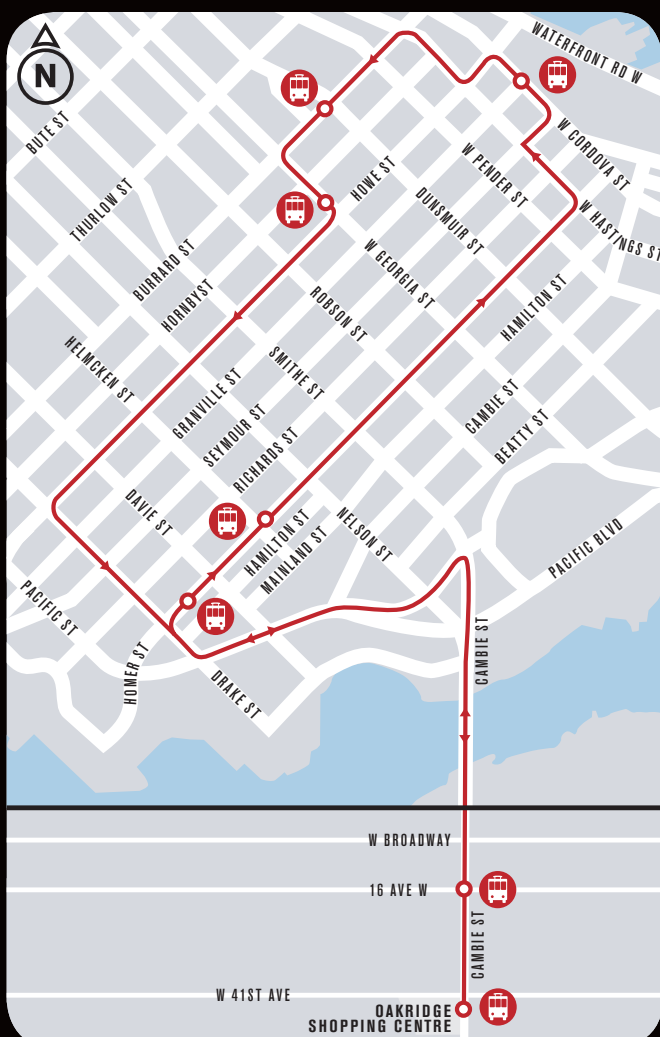 N
WATERFRONT RD W
BUTE ST
W CORDOVA ST
W PENDER ST
HOWE ST
THURLOW ST
DUNSMUIR ST
W HASTINGS ST
BURRARD ST
W GEORGIA ST
HORNBY ST
ROBSON ST
HAMILTON ST
HELMCKEN ST
SMITHE ST
GRANVILLE ST
CAMBIE ST
SEYMOUR ST
BEATTY ST
RICHARDS ST
DAVIE ST
HAMILTON ST
NELSON ST
MAINLAND ST
PACIFIC BLVD
PACIFIC ST
HOMER ST
CAMBIE ST
DRAKE ST
W BROADWAY
16 AVE W
CAMBIE ST
W 41ST AVE
OAKRIDGE
SHOPPING CENTRE